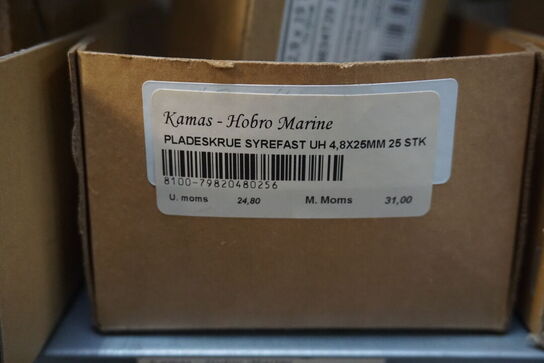 Kamas - Hobro Marine
PLADESKRUE SYREFAST UH 4,8X25MM 25 STK
8100-79820480256
U. moms 24,80 M. Moms 31,00